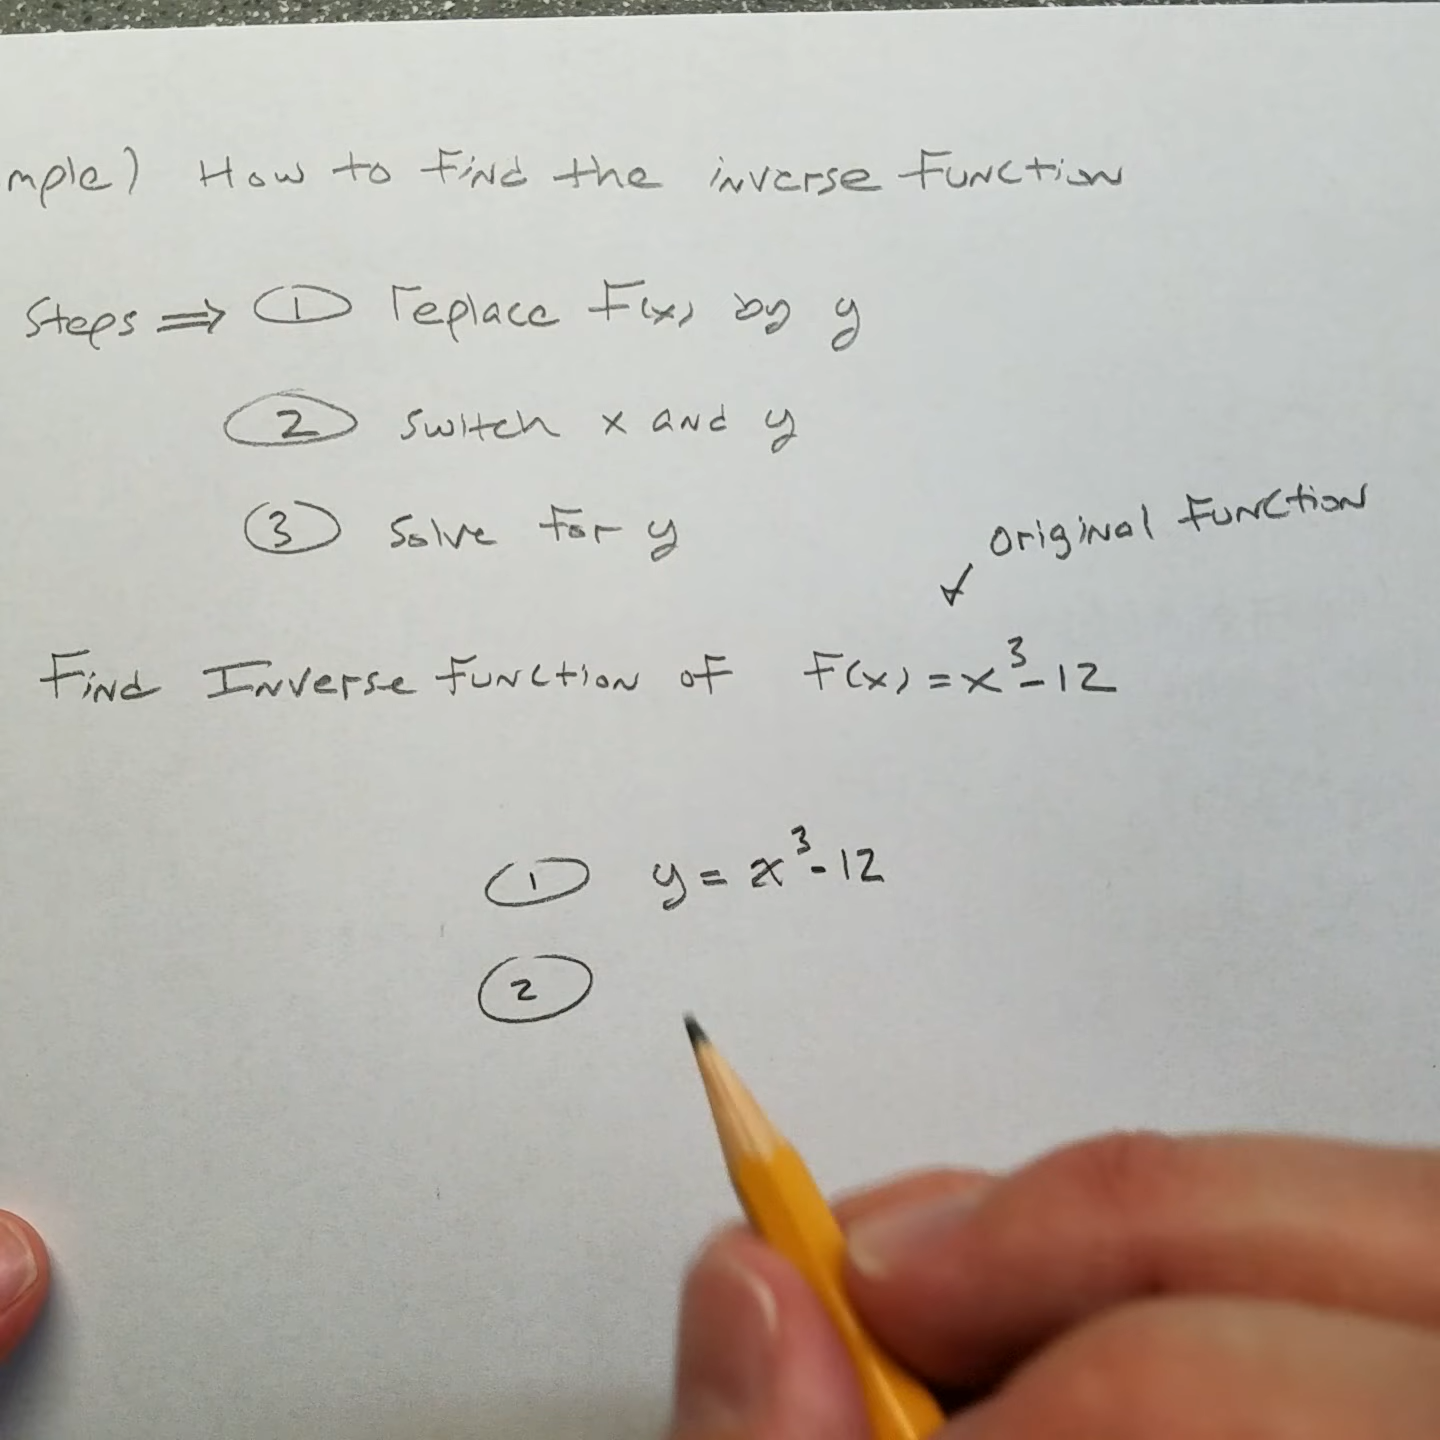 mple) How to Find the inverse Function
Steps ⇒ ① replace F(x) by y
② switch x and y
③ Solve for y
original Function
Find Inverse Function of F(x) = x³-12
① y = x³-12
②